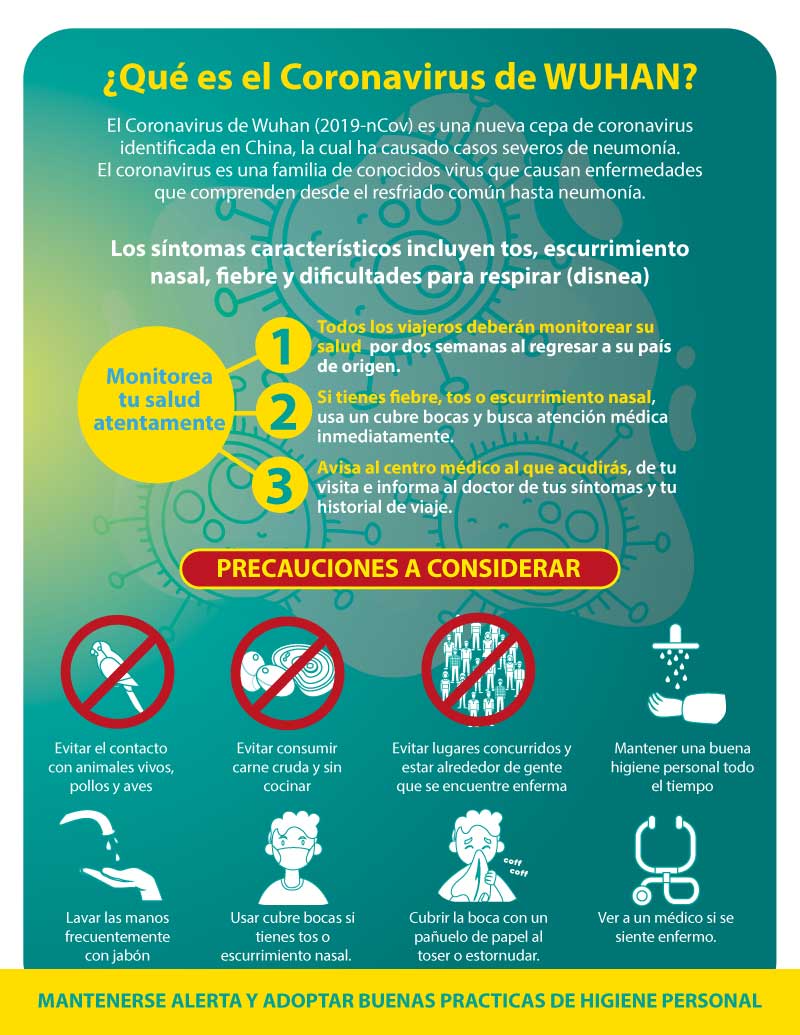 ¿Qué es el Coronavirus de WUHAN?
El Coronavirus de Wuhan (2019-nCov) es una nueva cepa de coronavirus
identificada en China, la cual ha causado casos severos de neumonía.
El coronavirus es una familia de conocidos virus que causan enfermedades
que comprenden desde el resfriado común hasta neumonía.
Los síntomas característicos incluyen tos, escurrimiento
nasal, fiebre y dificultades para respirar (disnea)
Monitorea
tu salud
atentamente
1
Todos los viajeros deberán monitorear su
salud por dos semanas al regresar a su país
de origen.
2
Si tienes fiebre, tos o escurrimiento nasal,
usa un cubre bocas y busca atención médica
inmediatamente.
3
Avisa al centro médico al que acudirás, de tu
visita e informa al doctor de tus síntomas y tu
historial de viaje.
PRECAUCIONES A CONSIDERAR
Evitar el contacto
con animales vivos,
pollos y aves
Evitar consumir
carne cruda y sin
cocinar
Evitar lugares concurridos y
estar alrededor de gente
que se encuentre enferma
Mantener una buena
higiene personal todo
el tiempo
Lavar las manos
frecuentemente
con jabón
Usar cubre bocas si
tienes tos o
escurrimiento nasal.
coff
coff
Cubrir la boca con un
pañuelo de papel al
toser o estornudar.
Ver a un médico si se
siente enfermo.
MANTENERSE ALERTA Y ADOPTAR BUENAS PRACTICAS DE HIGIENE PERSONAL